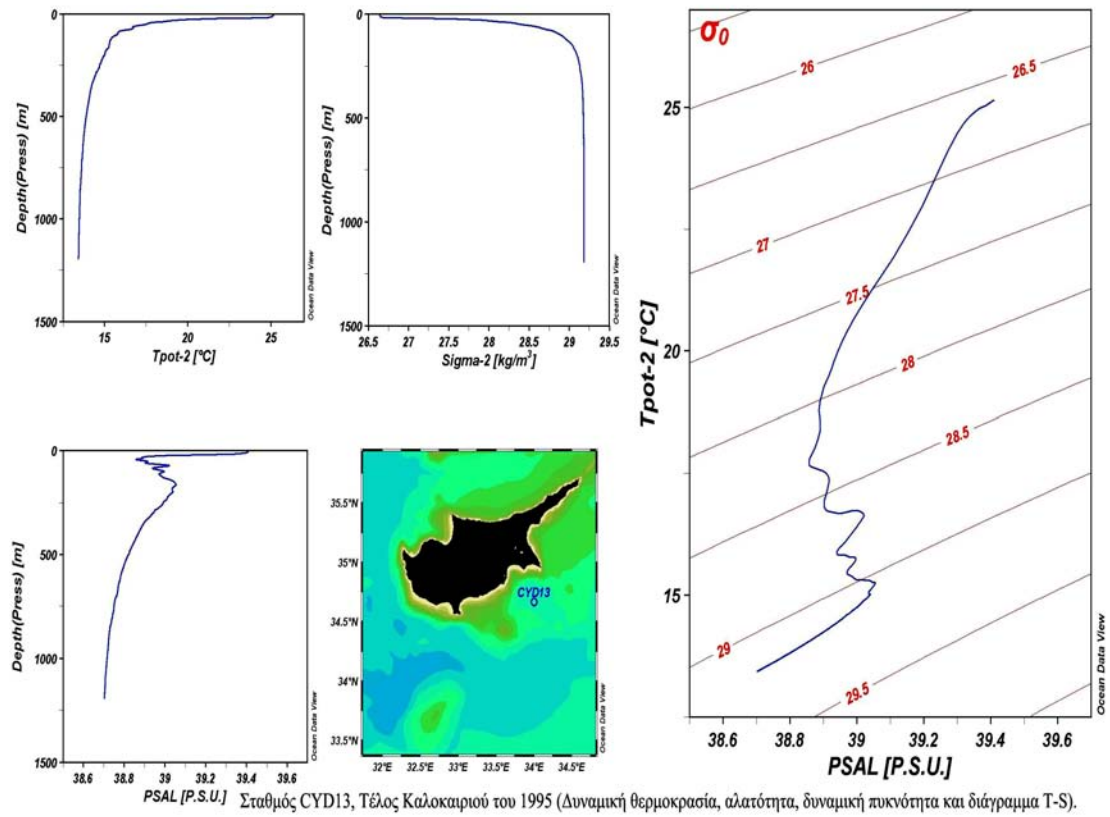 0
500
1000
1500
Depth(Press) [m]
15
20
25
Tpot-2 [°C]
Ocean Data View
0
500
1000
1500
Depth(Press) [m]
26.5
27
27.5
28
28.5
29
29.5
Sigma-2 [kg/m³]
Ocean Data View
σ₀
26
26.5
27
27.5
28
28.5
29
29.5
25
20
15
Tpot-2 [°C]
38.6
38.8
39
39.2
39.4
39.6
PSAL [P.S.U.]
Ocean Data View
0
500
1000
1500
Depth(Press) [m]
38.6
38.8
39
39.2
39.4
39.6
PSAL [P.S.U.]
Ocean Data View
35.5°N
35°N
34.5°N
34°N
33.5°N
CYD13
32°E
32.5°E
33°E
33.5°E
34°E
34.5°E
Ocean Data View
Σταθμός CYD13, Τέλος Καλοκαιριού του 1995 (Δυναμική θερμοκρασία, αλατότητα, δυναμική πυκνότητα και διάγραμμα T-S).